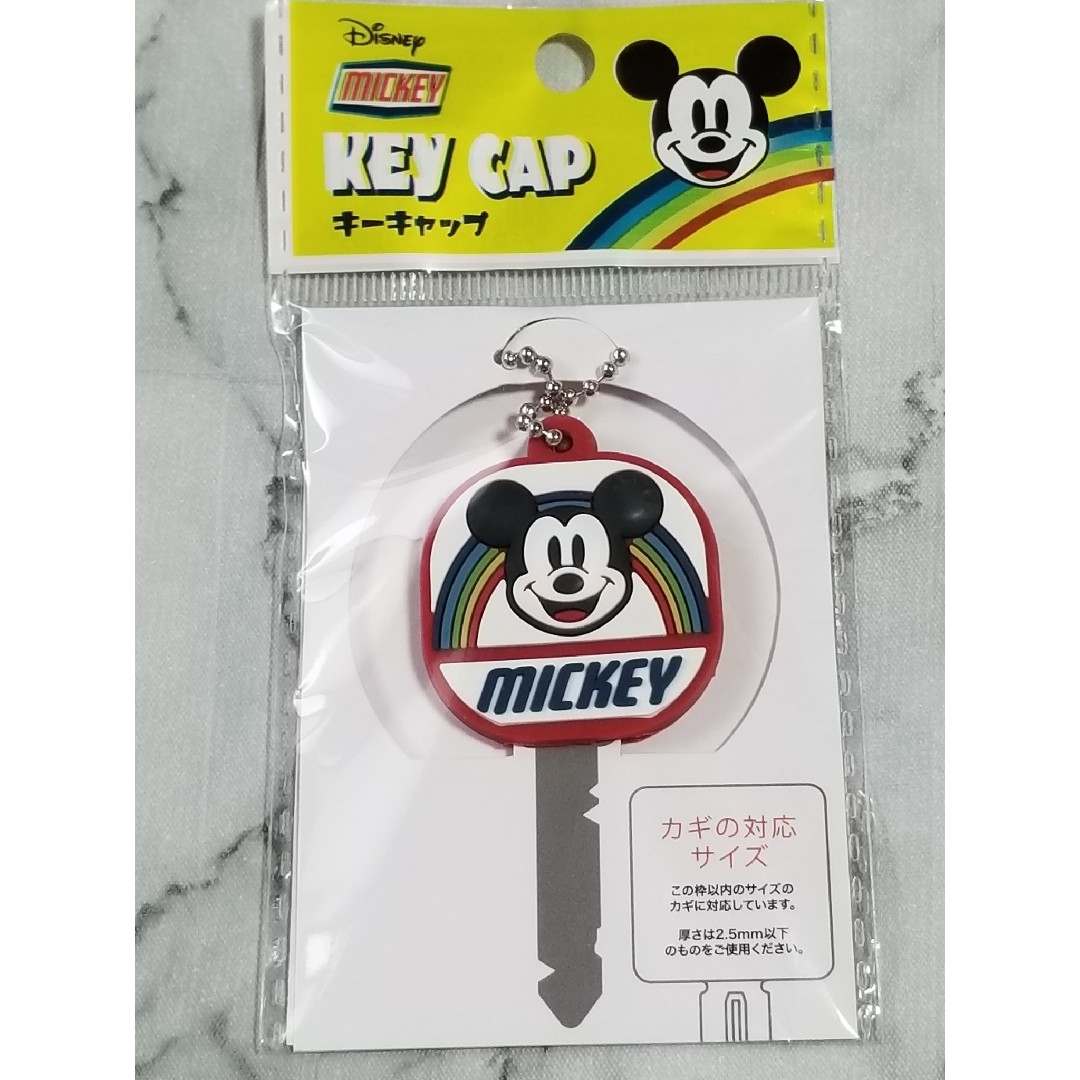 Disney
MICKEY
KEY CAP
キーキャップ
MICKEY
カギの対応
サイズ
この枠以内のサイズの
カギに対応しています。
厚さは2.5mm以下
のものをご使用ください。